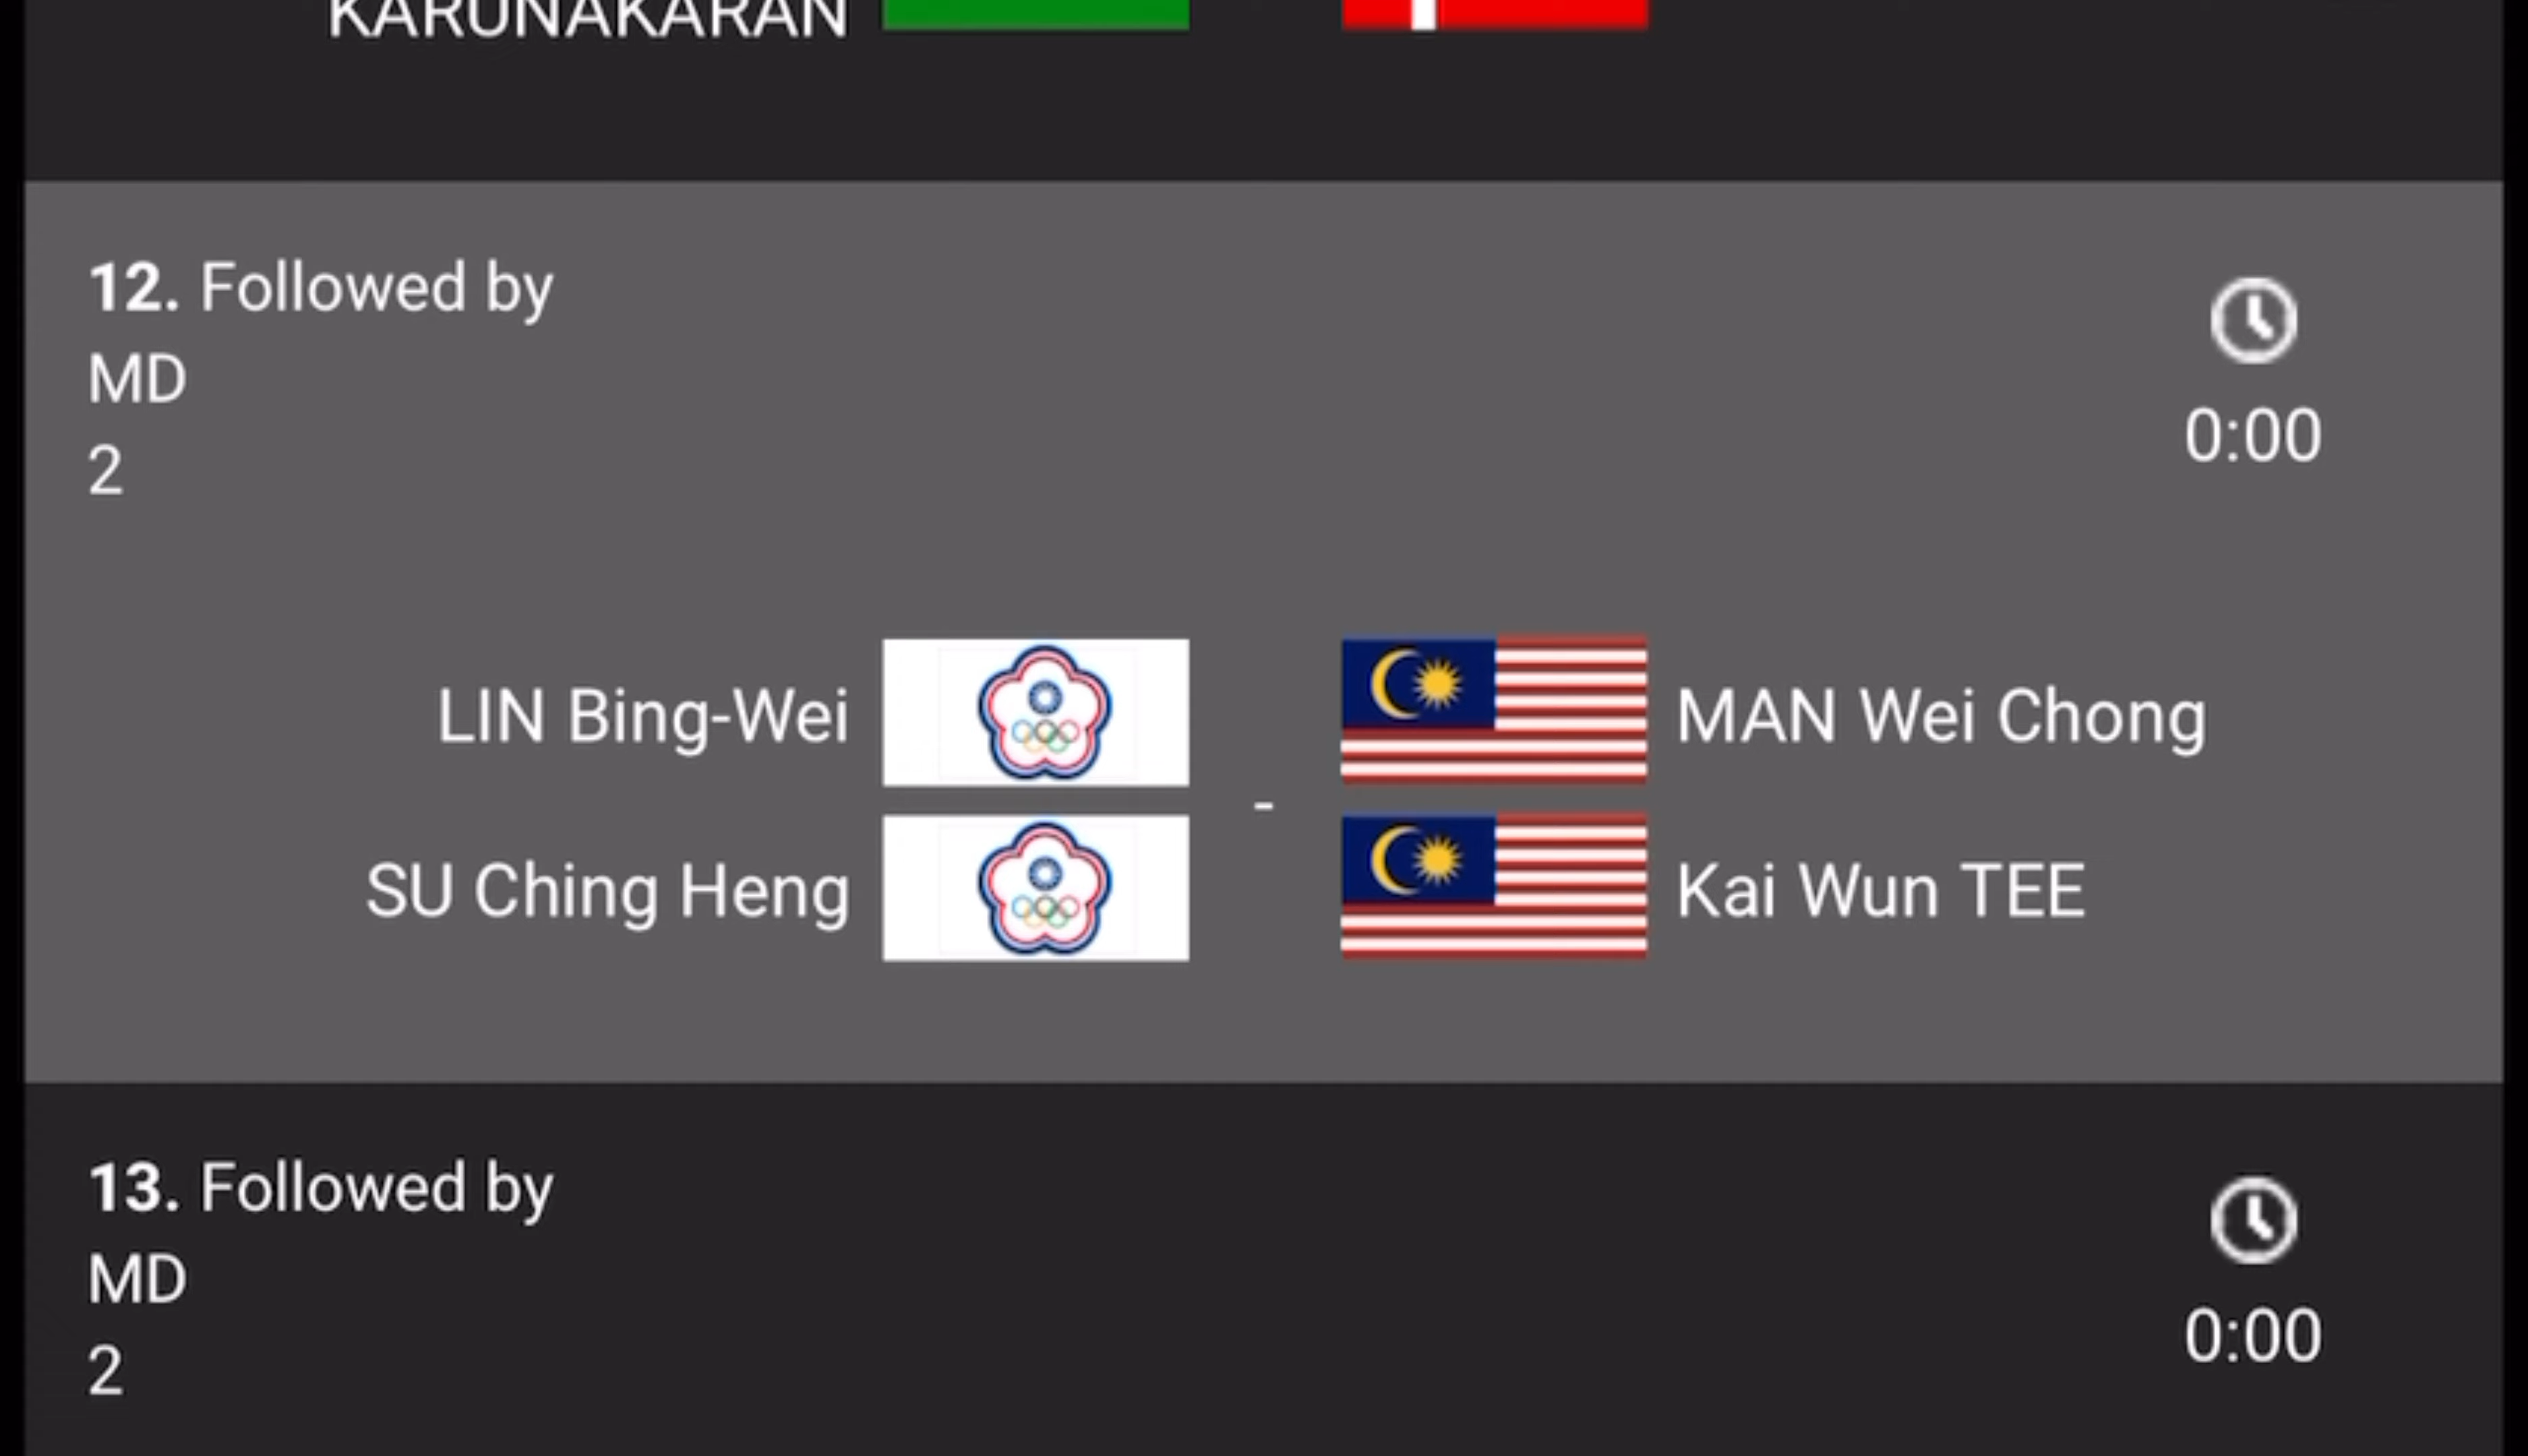 KARUNAKARAN
12. Followed by
MD
2
0:00
LIN Bing-Wei
MAN Wei Chong
-
SU Ching Heng
Kai Wun TEE
13. Followed by
MD
2
0:00